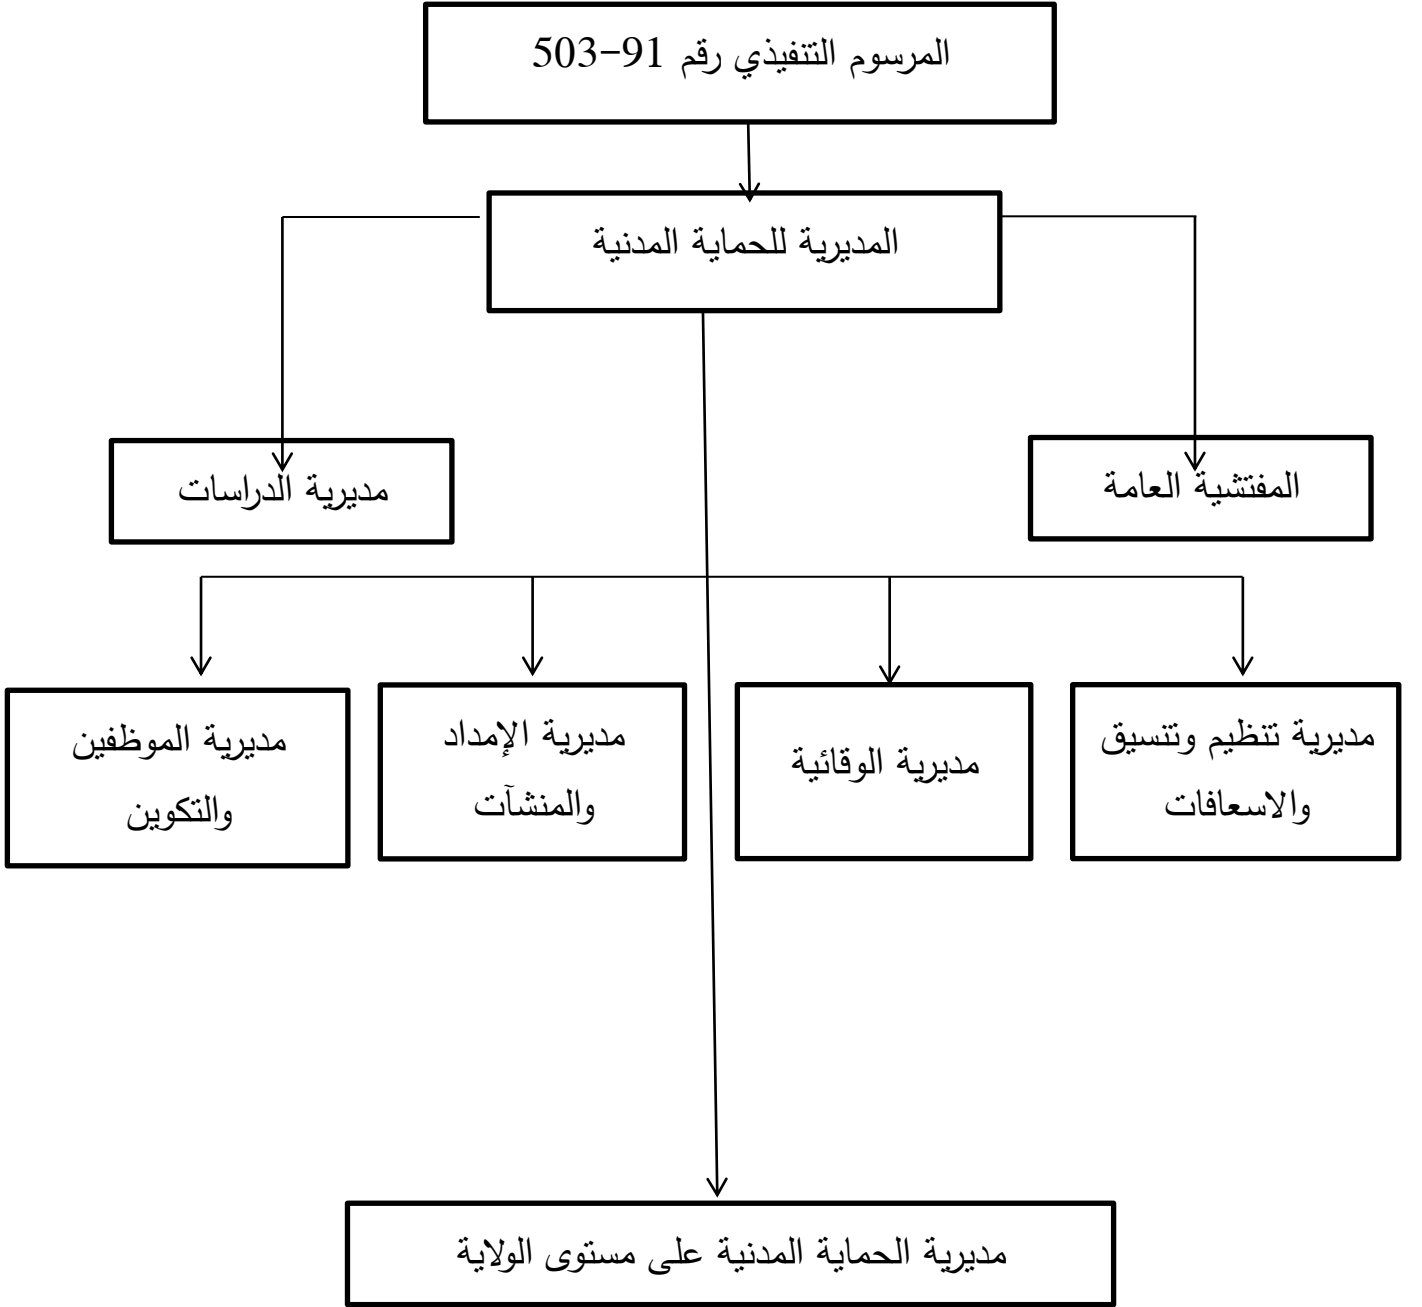 المرسوم التنفيذي رقم 91-503
المديرية للحماية المدنية
المفتشية العامة
مديرية الدراسات
مديرية تنظيم وتنسيق
والاسعافات
مديرية الوقائية
مديرية الإمداد
والمنشآت
مديرية الموظفين
والتكوين
مديرية الحماية المدنية على مستوى الولاية